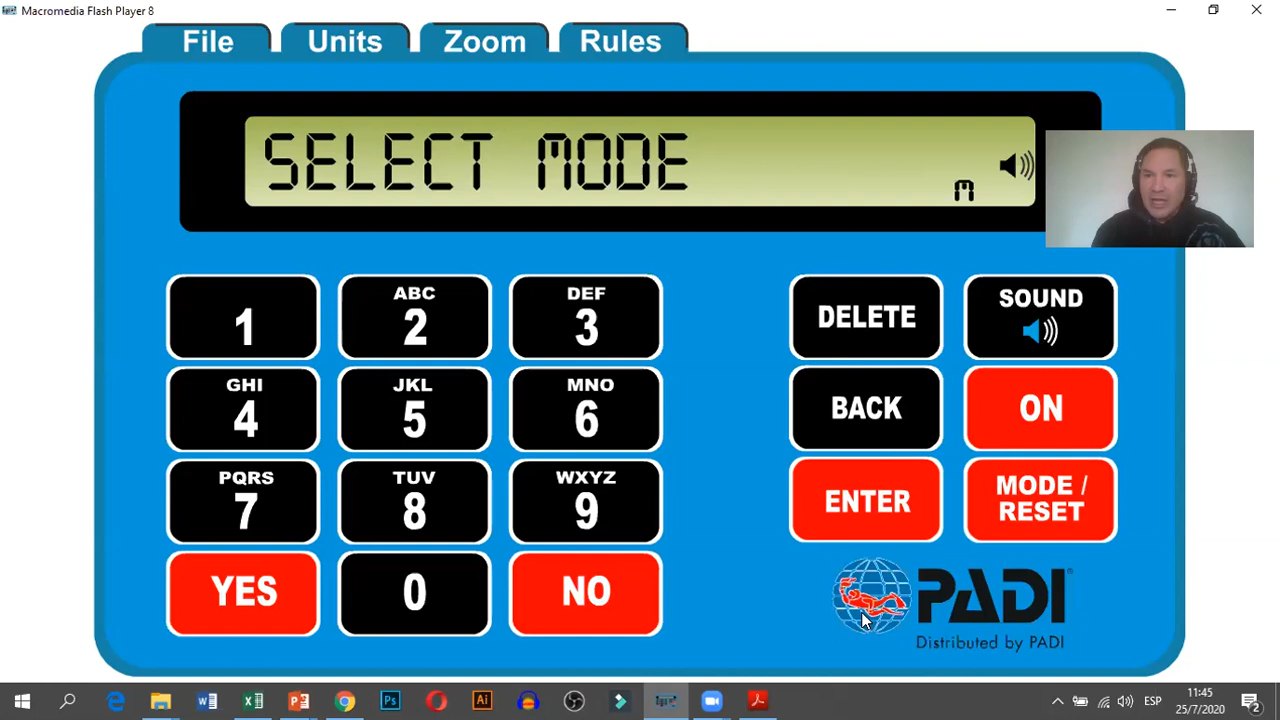 Macromedia Flash Player 8
File Units Zoom Rules
SELECT MODE
M
1
ABC
2
DEF
3
DELETE
SOUND
GHI
4
JKL
5
MNO
6
BACK
ON
PQRS
7
TUV
8
WXYZ
9
ENTER
MODE /
RESET
YES
0
NO
PADI®
Distributed by PADI
ESP
11:45
25/7/2020
2